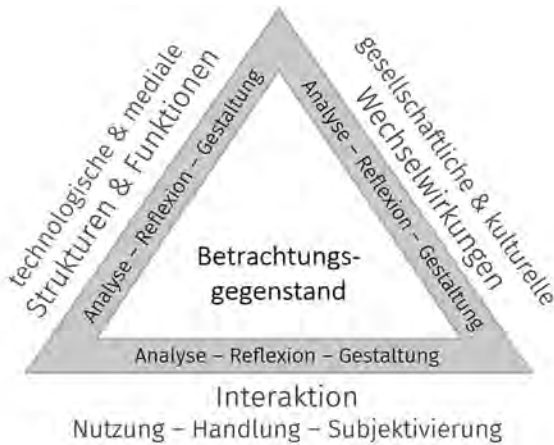 technologische & mediale
Strukturen & Funktionen
Analyse – Reflexion – Gestaltung
gesellschaftliche & kulturelle
Wechselwirkungen
Analyse – Reflexion – Gestaltung
Betrachtungs-
gegenstand
Analyse – Reflexion – Gestaltung
Interaktion
Nutzung – Handlung – Subjektivierung